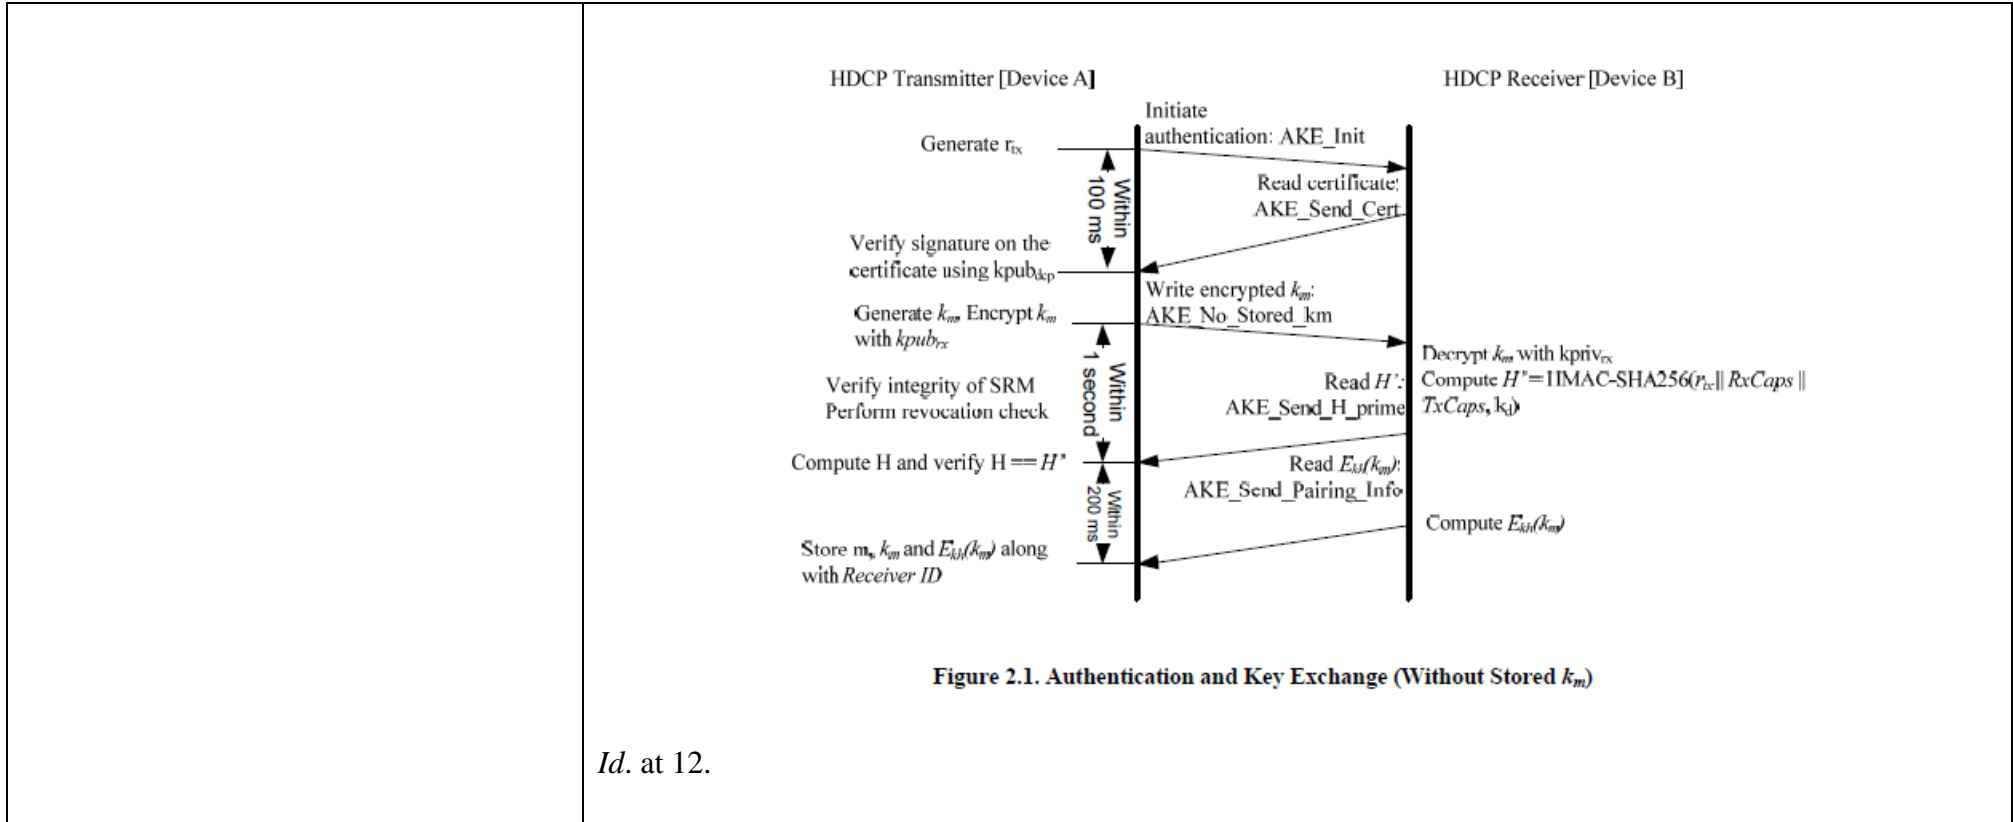 HDCP Transmitter [Device A]
HDCP Receiver [Device B]
Initiate
authentication: AKE_Init
Generate rtx
Within
100 ms
Read certificate:
AKE_Send_Cert
Verify signature on the
certificate using kpubdcp
Write encrypted km:
AKE_No_Stored_km
Generate km, Encrypt km
with kpubrx
Within
1 second
Decrypt km with kprivrx
Compute H'=HMAC-SHA256(rtx|| RxCaps ||
TxCaps, kd)
Verify integrity of SRM
Perform revocation check
Read H':
AKE_Send_H_prime
Compute H and verify H == H'
Within
200 ms
Read Ekh(km):
AKE_Send_Pairing_Info
Compute Ekh(km)
Store m, km and Ekh(km) along
with Receiver ID
Figure 2.1. Authentication and Key Exchange (Without Stored km)
Id. at 12.